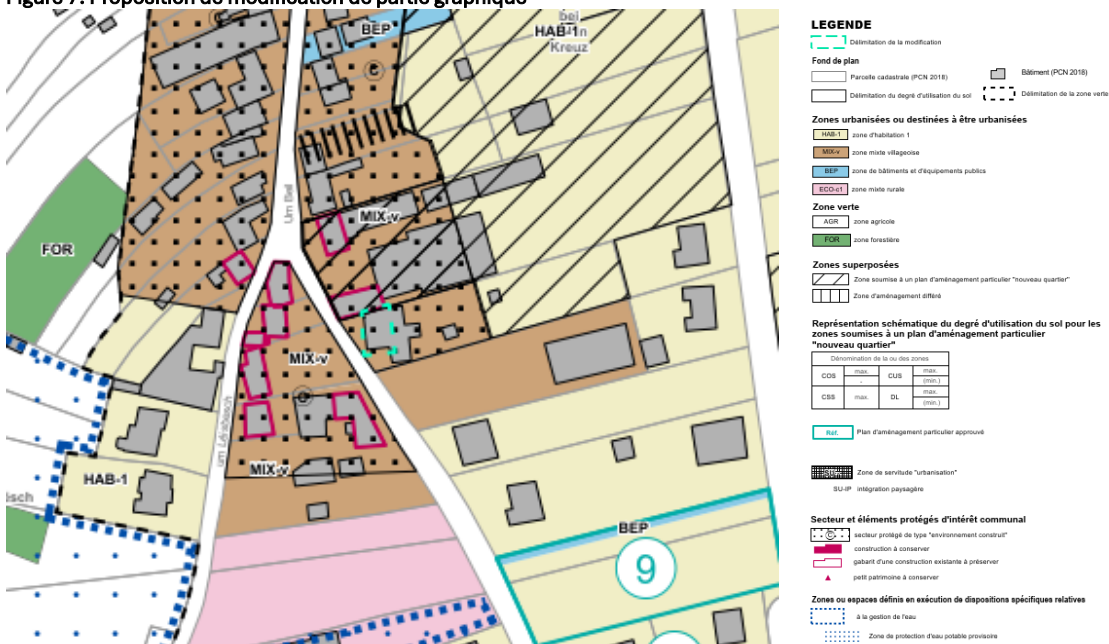 Figure 7: Proposition de modification de partie graphique
BEP
bei
HAB-1
Kreuz
C
Um Bel
MIX-v
FOR
MIX-v
C
MIX-v
HAB-1
BEP
9
LEGENDE
Délimitation de la modification
Fond de plan
Parcelle cadastrale (PCN 2018)
Bâtiment (PCN 2018)
Délimitation du degré d'utilisation du sol
Délimitation de la zone verte
Zones urbanisées ou destinées à être urbanisées
HAB-1 zone d'habitation 1
MIX-v zone mixte villageoise
BEP zone de bâtiments et d'équipements publics
ECO-c1 zone mixte rurale
Zone verte
AGR zone agricole
FOR zone forestière
Zones superposées
Zone soumise à un plan d'aménagement particulier "nouveau quartier"
Zone d'aménagement différé
Représentation schématique du degré d'utilisation du sol pour les
zones soumises à un plan d'aménagement particulier
"nouveau quartier"
Dénomination de la ou des zones
COS max. CUS max.
- (min.)
CSS max. DL max.
(min.)
Réf. Plan d'aménagement particulier approuvé
SU Zone de servitude "urbanisation"
SU-IP intégration paysagère
Secteur et éléments protégés d'intérêt communal
C secteur protégé de type "environnement construit"
construction à conserver
gabarit d'une construction existante à préserver
petit patrimoine à conserver
Zones ou espaces définis en exécution de dispositions spécifiques relatives
à la gestion de l'eau
Zone de protection d'eau potable provisoire